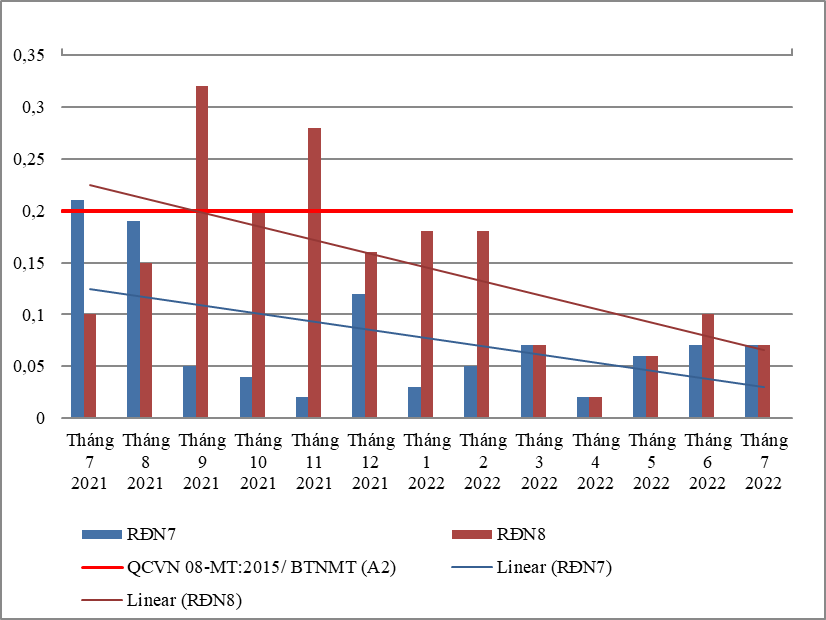 0,35
0,3
0,25
0,2
0,15
0,1
0,05
0
Tháng 7 2021
Tháng 8 2021
Tháng 9 2021
Tháng 10 2021
Tháng 11 2021
Tháng 12 2021
Tháng 1 2022
Tháng 2 2022
Tháng 3 2022
Tháng 4 2022
Tháng 5 2022
Tháng 6 2022
Tháng 7 2022
RĐN7
RĐN8
QCVN 08-MT:2015/ BTNMT (A2)
Linear (RĐN7)
Linear (RĐN8)